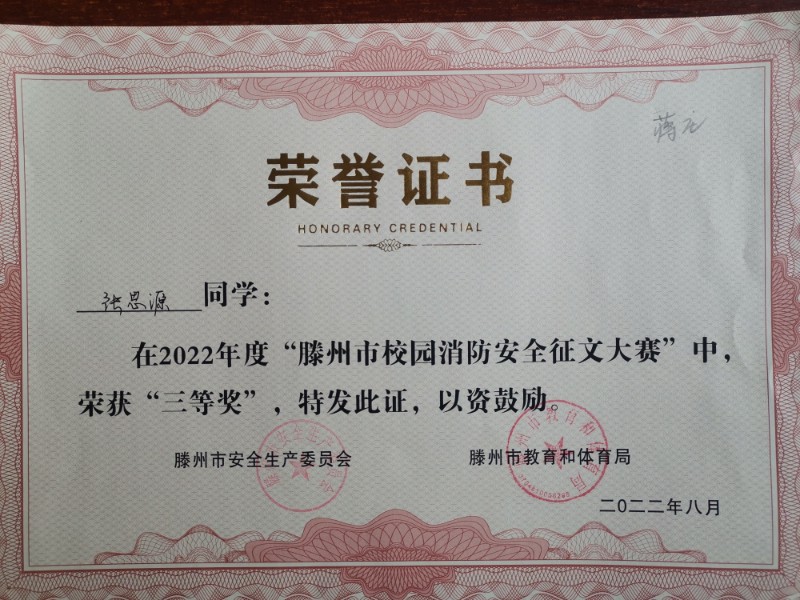 荣誉证书
HONORARY CREDENTIAL
张思源 同学：
在2022年度“滕州市校园消防安全征文大赛”中，
荣获“三等奖”，特发此证，以资鼓励。
滕州市安全生产委员会 滕州市教育和体育局
二〇二二年八月